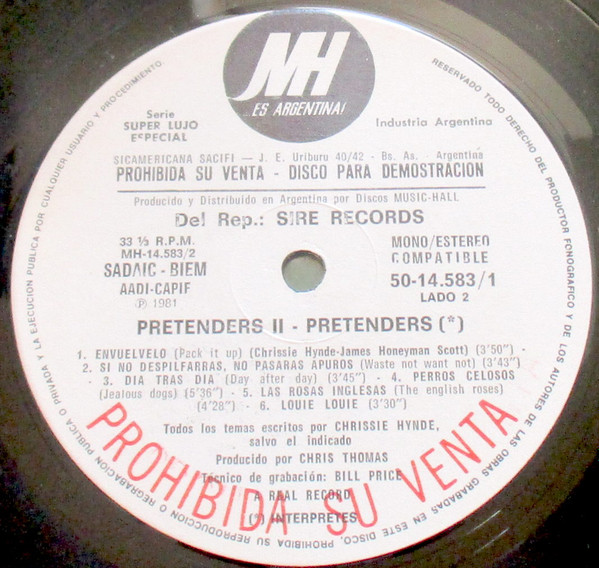 MH
...ES ARGENTINA!
Serie
SUPER LUJO
ESPECIAL
Industria Argentina
SICAMERICANA SACIFI — J. E. Uriburu 40/42 - Bs. As. - Argentina
PROHIBIDA SU VENTA - DISCO PARA DEMOSTRACION
Producido y Distribuido en Argentina por Discos MUSIC-HALL
Del Rep.: SIRE RECORDS
33 ⅓ R.P.M.
MH-14.583/2
SADAIC - BIEM
AADI-CAPIF
℗ 1981
MONO/ESTEREO
COMPATIBLE
50-14.583/1
LADO 2
PRETENDERS II - PRETENDERS (*)
1. ENVUELVELO (Pack it up) (Chrissie Hynde-James Honeyman Scott) (3'50") -
2. SI NO DESPILFARRAS, NO PASARAS APUROS (Waste not want not) (3'43")
- 3. DIA TRAS DIA (Day after day) (3'45") - 4. PERROS CELOSOS
(Jealous dogs) (5'36") - 5. LAS ROSAS INGLESAS (The english roses)
(4'28") - 6. LOUIE LOUIE (3'30")
Todos los temas escritos por CHRISSIE HYNDE,
salvo el indicado
Producido por CHRIS THOMAS
Técnico de grabación: BILL PRICE
A REAL RECORD
(*) INTERPRETES
PROHIBIDA SU VENTA
RESERVADO TODO DERECHO DEL PRODUCTOR FONOGRAFICO Y DE LOS AUTORES DE LAS OBRAS GRABADAS EN ESTE DISCO. PROHIBIDA SU REPRODUCCION O REGRABACION PUBLICA O PRIVADA Y LA EJECUCION PUBLICA POR CUALQUIER USUARIO Y PROCEDIMIENTO.